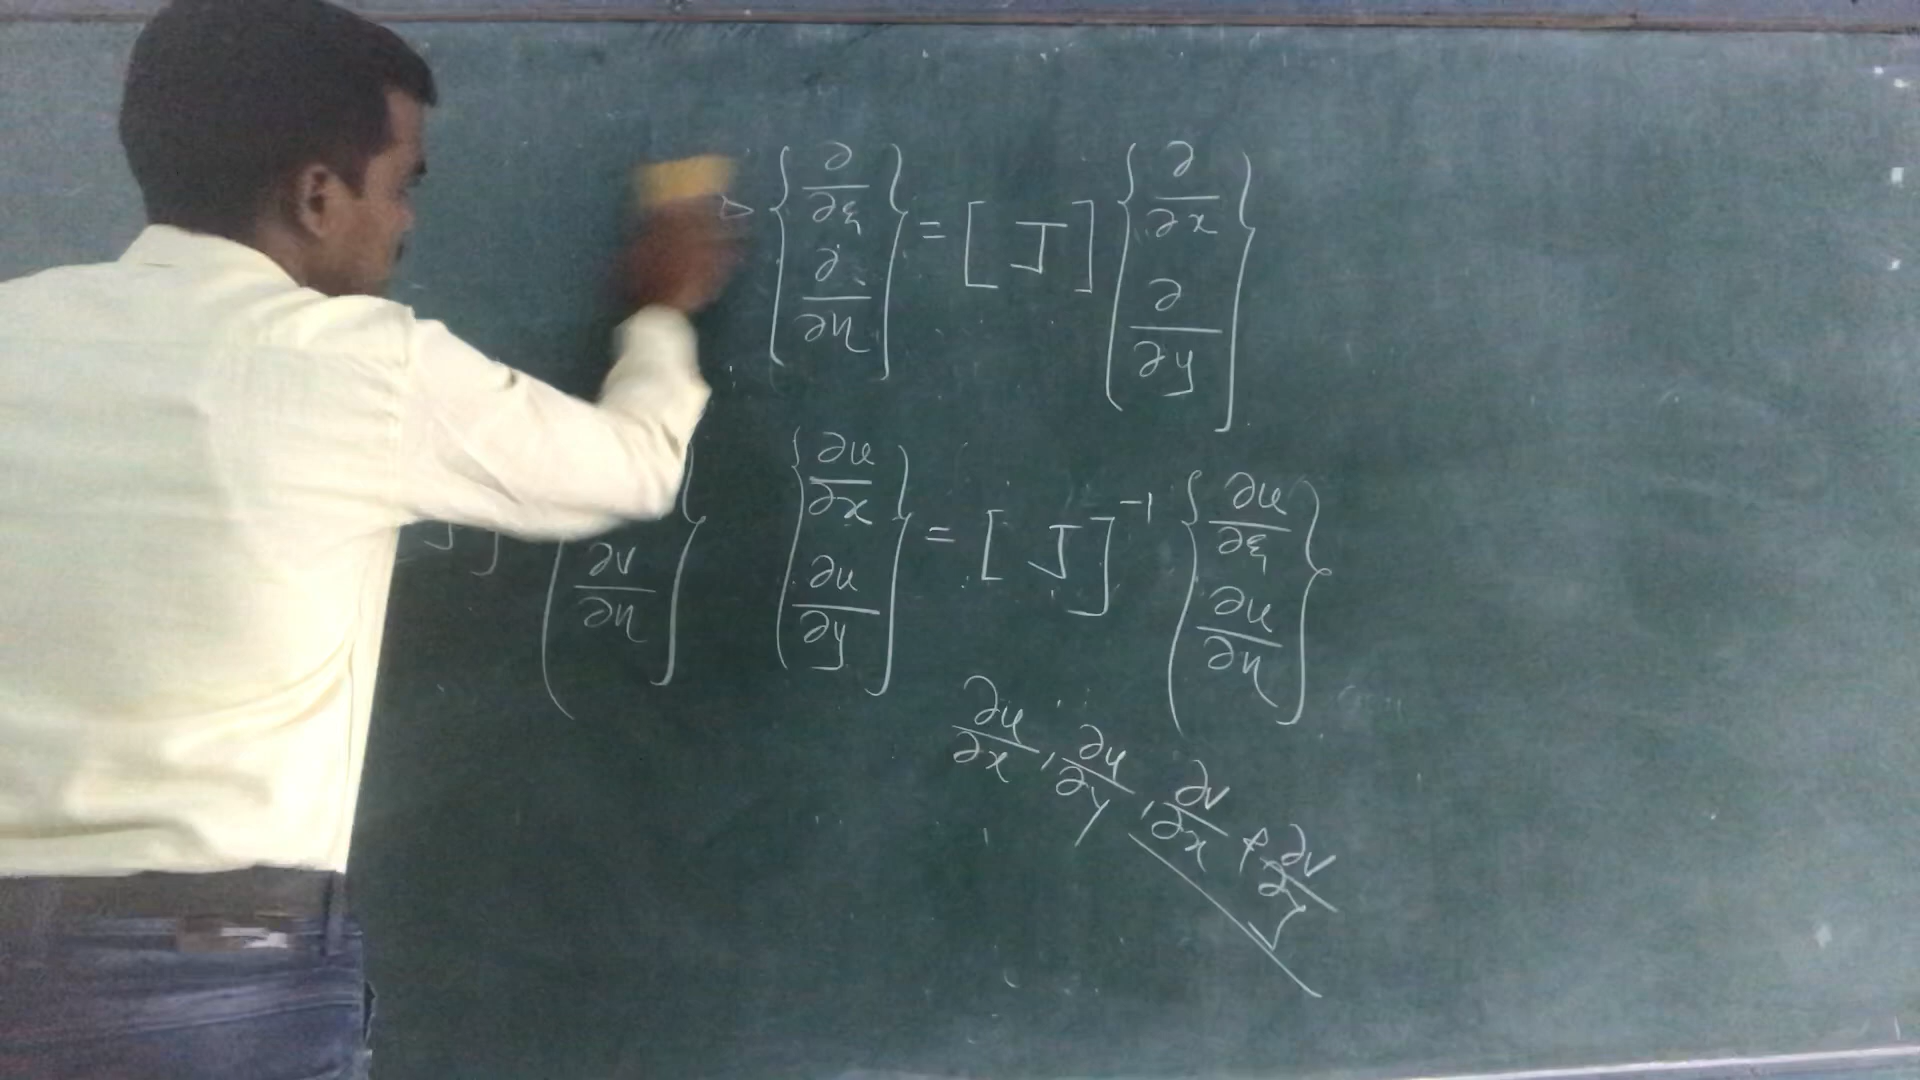 {∂/∂ξ ∂/∂η} = [J] {∂/∂x ∂/∂y}
{∂v/∂η}
{∂u/∂x ∂u/∂y} = [J]⁻¹ {∂u/∂ξ ∂u/∂η}
∂u/∂x, ∂u/∂y, ∂v/∂x & ∂v/∂y